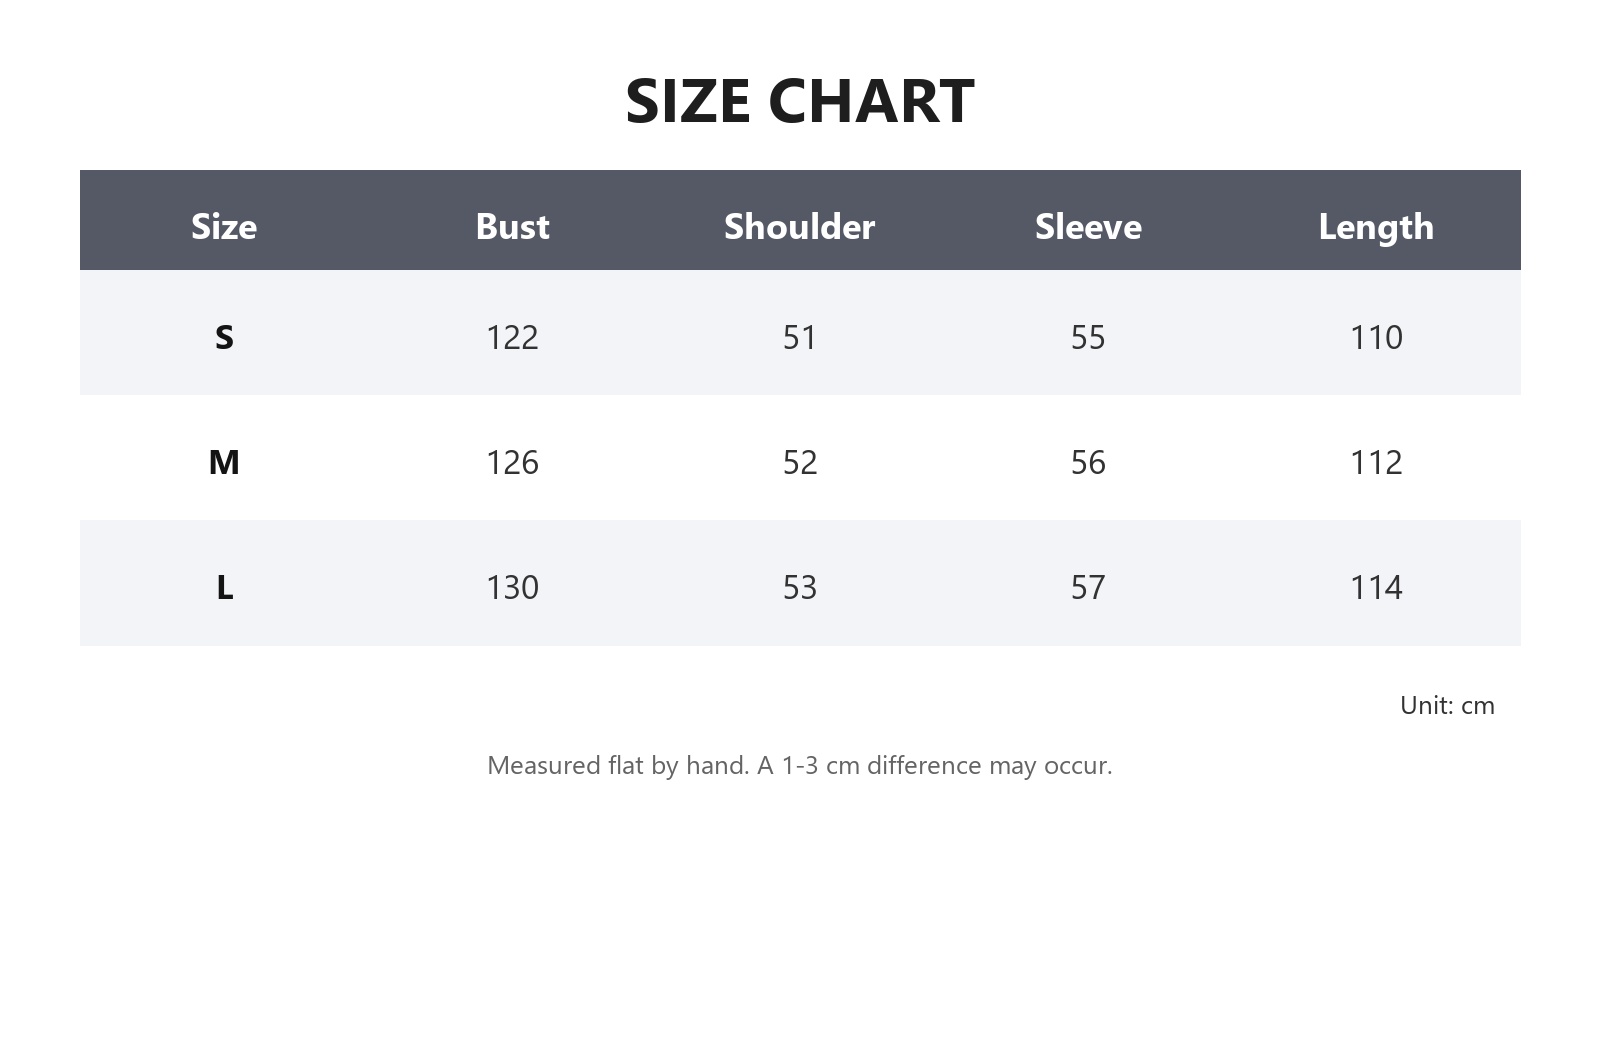 SIZE CHART
Size Bust Shoulder Sleeve Length
S 122 51 55 110
M 126 52 56 112
L 130 53 57 114
Unit: cm
Measured flat by hand. A 1-3 cm difference may occur.